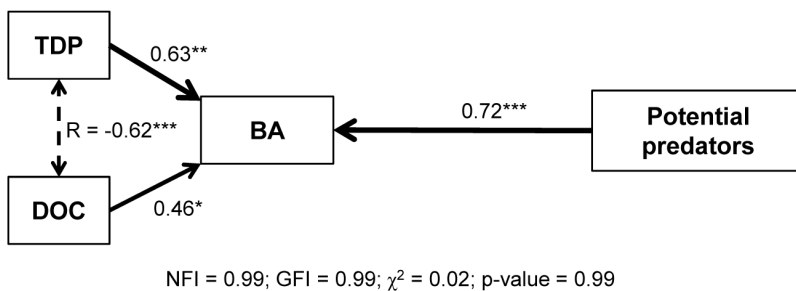 TDP
0.63**
R = -0.62***
BA
0.72***
Potential
predators
DOC
0.46*
NFI = 0.99; GFI = 0.99; χ² = 0.02; p-value = 0.99